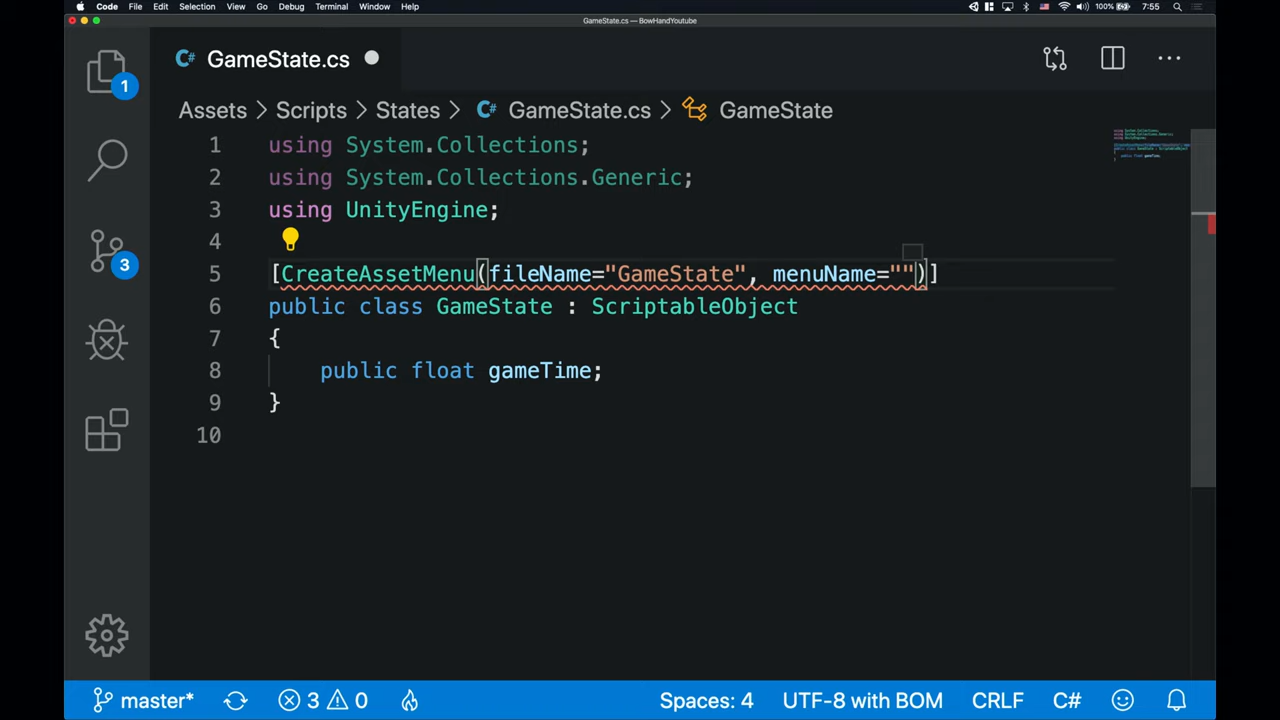 Code File Edit Selection View Go Debug Terminal Window Help 100% 7:55
GameState.cs — BowHandYoutube
GameState.cs
Assets > Scripts > States > GameState.cs > GameState
1 using System.Collections;
2 using System.Collections.Generic;
3 using UnityEngine;
4
5 [CreateAssetMenu(fileName="GameState", menuName="")]
6 public class GameState : ScriptableObject
7 {
8 public float gameTime;
9 }
10
1
3
master* 3 0 Spaces: 4 UTF-8 with BOM CRLF C#